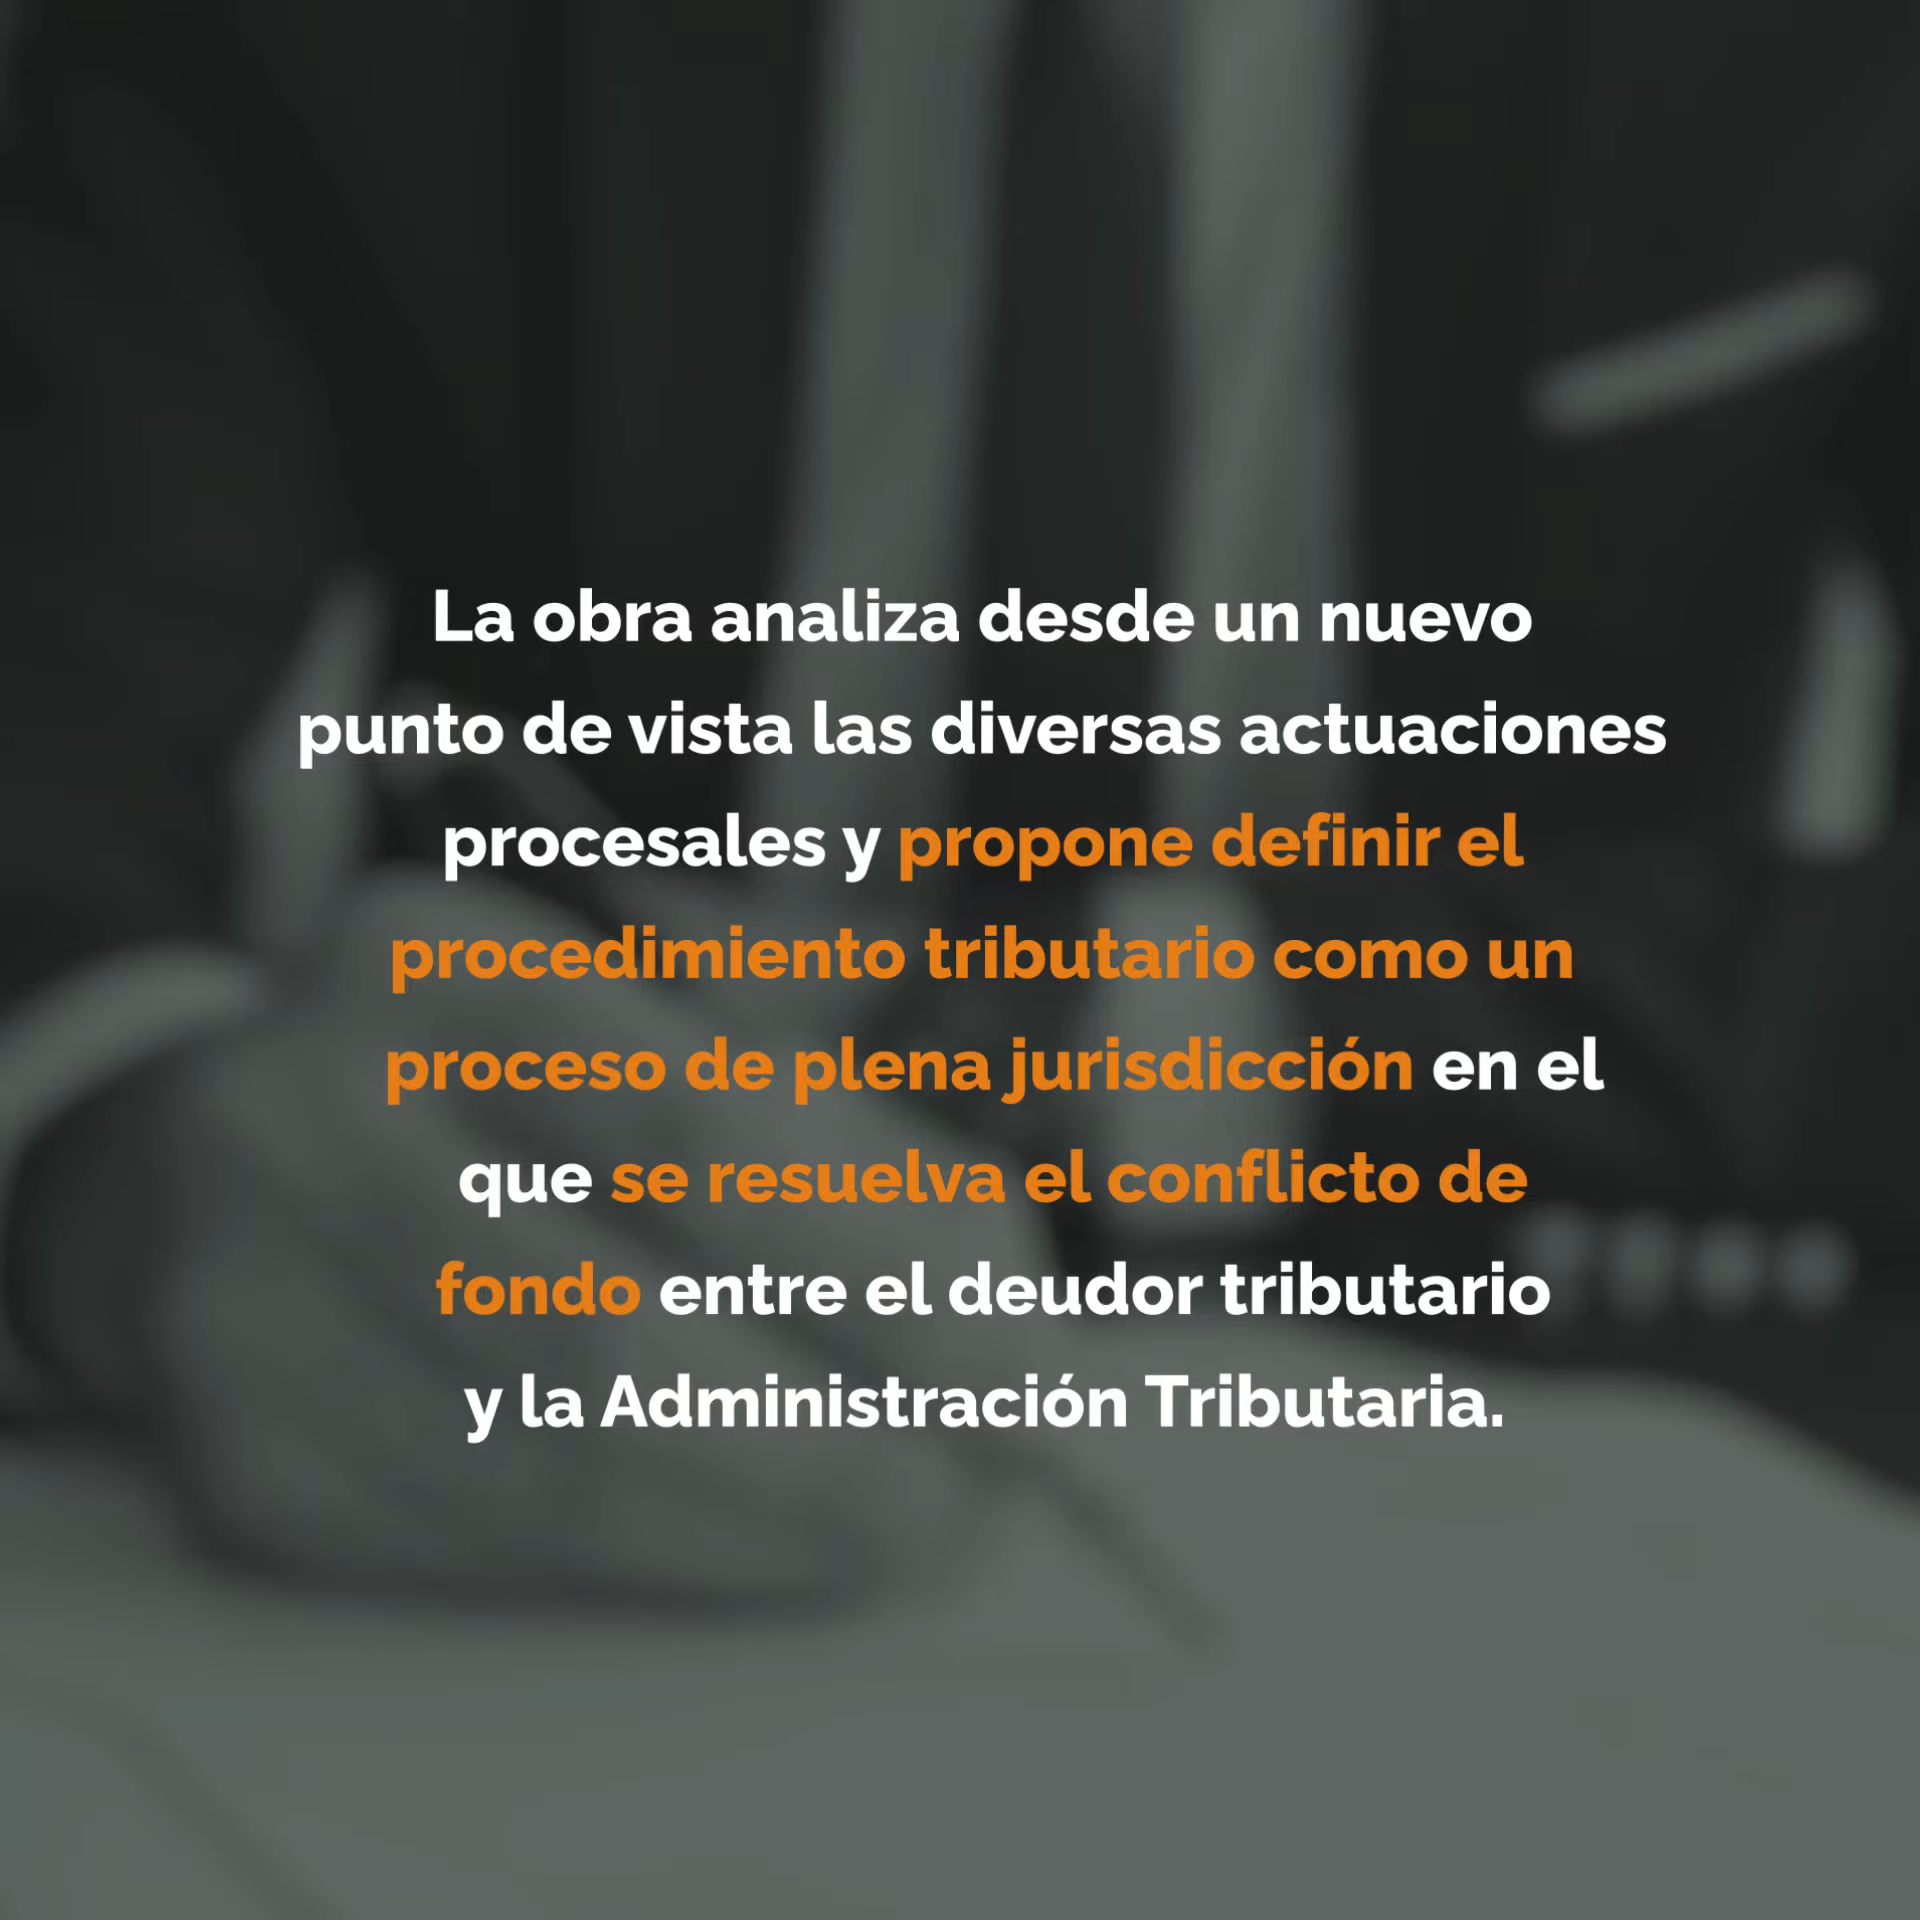 La obra analiza desde un nuevo
punto de vista las diversas actuaciones
procesales y propone definir el
procedimiento tributario como un
proceso de plena jurisdicción en el
que se resuelva el conflicto de
fondo entre el deudor tributario
y la Administración Tributaria.